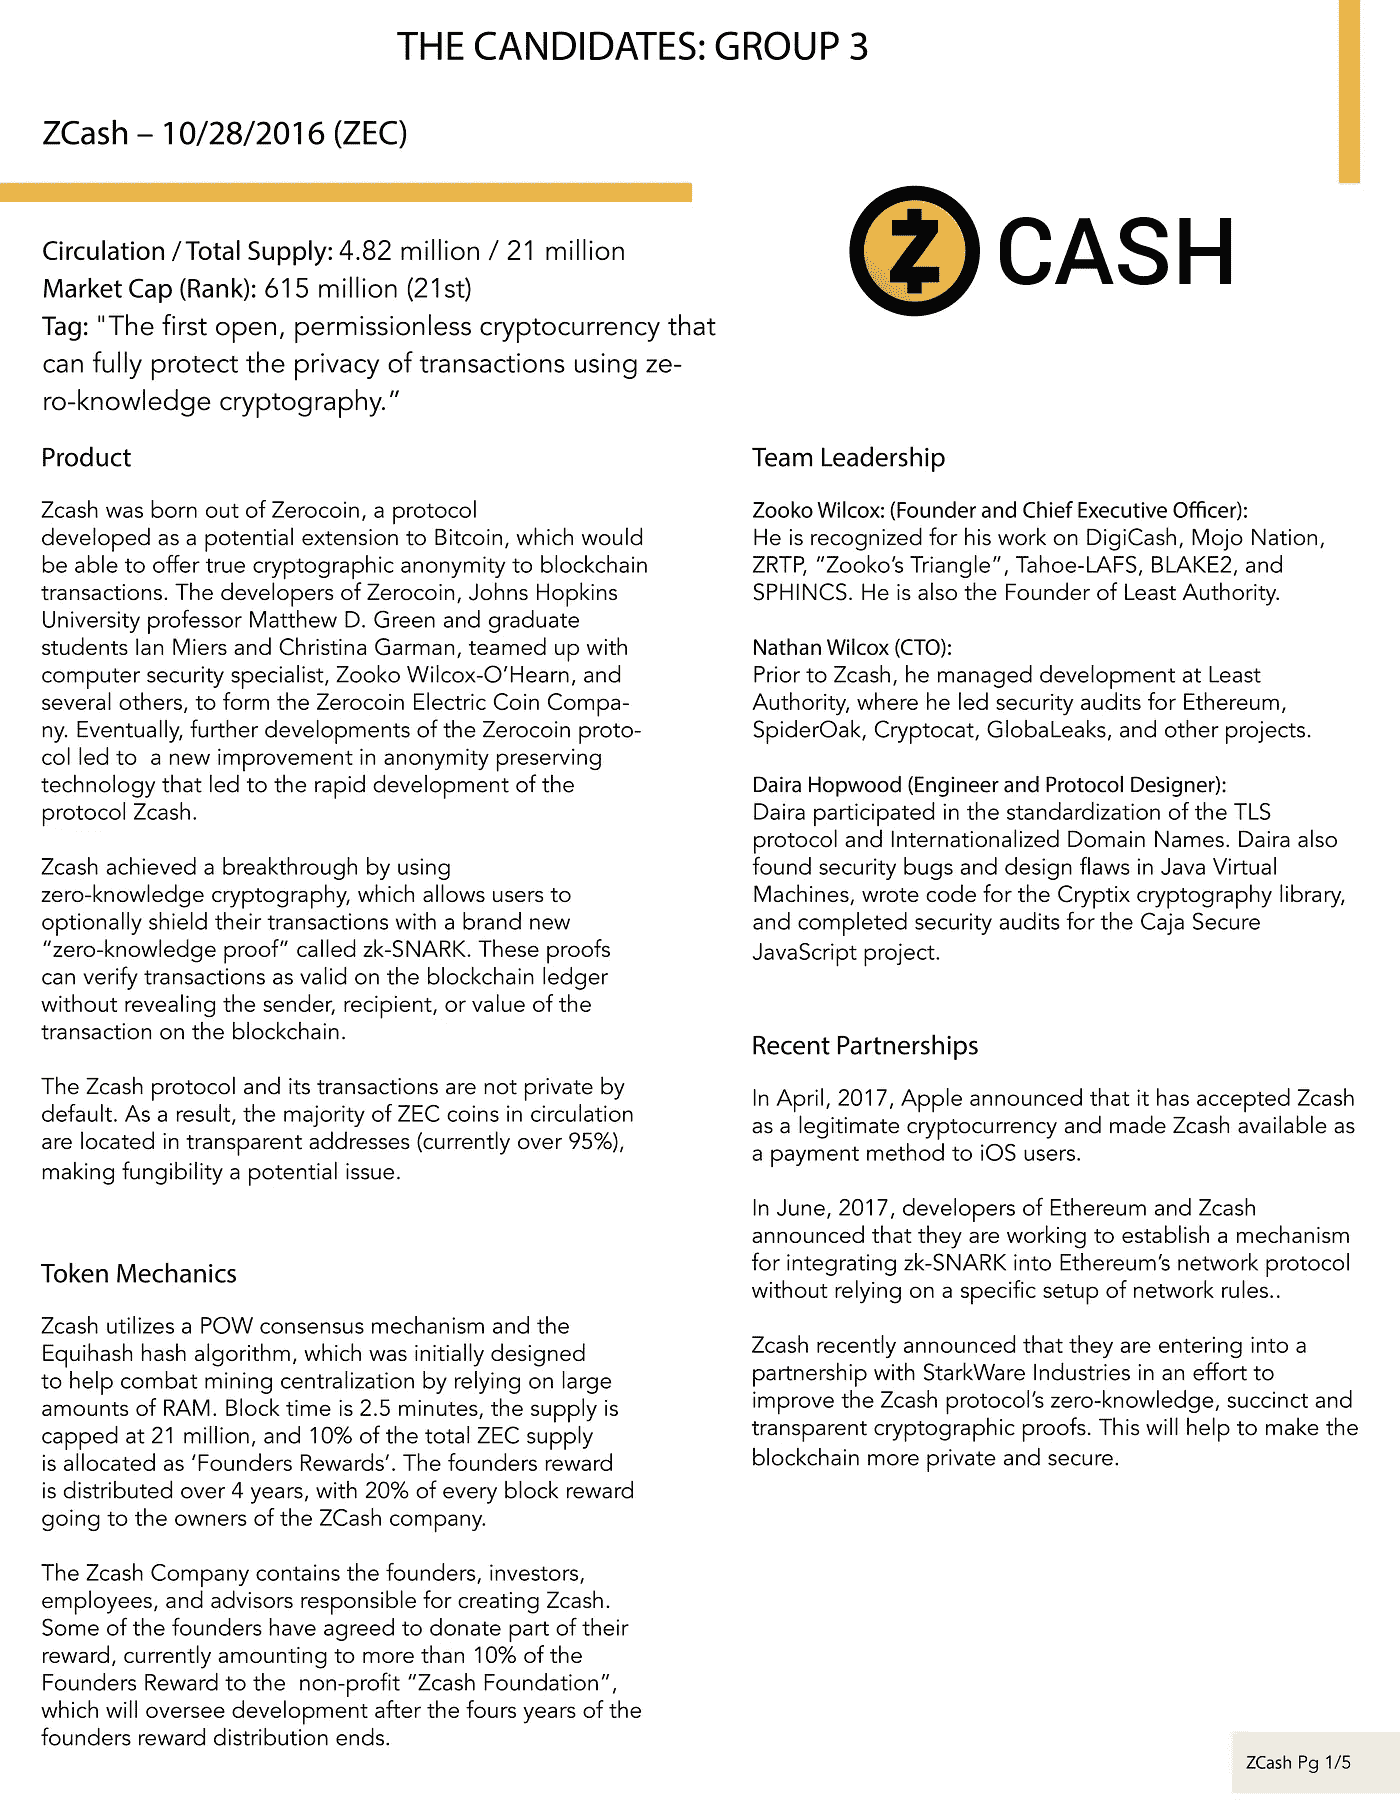 THE CANDIDATES: GROUP 3
ZCash – 10/28/2016 (ZEC)
Circulation / Total Supply: 4.82 million / 21 million
Market Cap (Rank): 615 million (21st)
Tag: "The first open, permissionless cryptocurrency that
can fully protect the privacy of transactions using ze-
ro-knowledge cryptography.”
CASH
Product
Zcash was born out of Zerocoin, a protocol
developed as a potential extension to Bitcoin, which would
be able to offer true cryptographic anonymity to blockchain
transactions. The developers of Zerocoin, Johns Hopkins
University professor Matthew D. Green and graduate
students Ian Miers and Christina Garman, teamed up with
computer security specialist, Zooko Wilcox-O’Hearn, and
several others, to form the Zerocoin Electric Coin Compa-
ny. Eventually, further developments of the Zerocoin proto-
col led to  a new improvement in anonymity preserving
technology that led to the rapid development of the
protocol Zcash.
Zcash achieved a breakthrough by using
zero-knowledge cryptography, which allows users to
optionally shield their transactions with a brand new
“zero-knowledge proof” called zk-SNARK. These proofs
can verify transactions as valid on the blockchain ledger
without revealing the sender, recipient, or value of the
transaction on the blockchain.
The Zcash protocol and its transactions are not private by
default. As a result, the majority of ZEC coins in circulation
are located in transparent addresses (currently over 95%),
making fungibility a potential issue.
Token Mechanics
Zcash utilizes a POW consensus mechanism and the
Equihash hash algorithm, which was initially designed
to help combat mining centralization by relying on large
amounts of RAM. Block time is 2.5 minutes, the supply is
capped at 21 million, and 10% of the total ZEC supply
is allocated as ‘Founders Rewards’. The founders reward
is distributed over 4 years, with 20% of every block reward
going to the owners of the ZCash company.
The Zcash Company contains the founders, investors,
employees, and advisors responsible for creating Zcash.
Some of the founders have agreed to donate part of their
reward, currently amounting to more than 10% of the
Founders Reward to the  non-profit “Zcash Foundation”,
which will oversee development after the fours years of the
founders reward distribution ends.
Team Leadership
Zooko Wilcox: (Founder and Chief Executive Officer):
He is recognized for his work on DigiCash, Mojo Nation,
ZRTP, “Zooko’s Triangle”, Tahoe-LAFS, BLAKE2, and
SPHINCS. He is also the Founder of Least Authority.
Nathan Wilcox (CTO):
Prior to Zcash, he managed development at Least
Authority, where he led security audits for Ethereum,
SpiderOak, Cryptocat, GlobaLeaks, and other projects.
Daira Hopwood (Engineer and Protocol Designer):
Daira participated in the standardization of the TLS
protocol and Internationalized Domain Names. Daira also
found security bugs and design flaws in Java Virtual
Machines, wrote code for the Cryptix cryptography library,
and completed security audits for the Caja Secure
JavaScript project.
Recent Partnerships
In April, 2017, Apple announced that it has accepted Zcash
as a legitimate cryptocurrency and made Zcash available as
a payment method to iOS users.
In June, 2017, developers of Ethereum and Zcash
announced that they are working to establish a mechanism
for integrating zk-SNARK into Ethereum’s network protocol
without relying on a specific setup of network rules..
Zcash recently announced that they are entering into a
partnership with StarkWare Industries in an effort to
improve the Zcash protocol’s zero-knowledge, succinct and
transparent cryptographic proofs. This will help to make the
blockchain more private and secure.
ZCash Pg 1/5